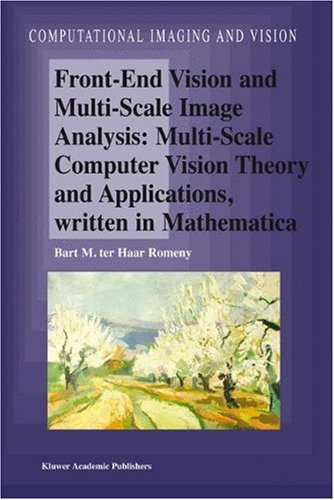 COMPUTATIONAL IMAGING AND VISION
Front-End Vision and
Multi-Scale Image
Analysis: Multi-Scale
Computer Vision Theory
and Applications,
written in Mathematica
Bart M. ter Haar Romeny
Kluwer Academic Publishers